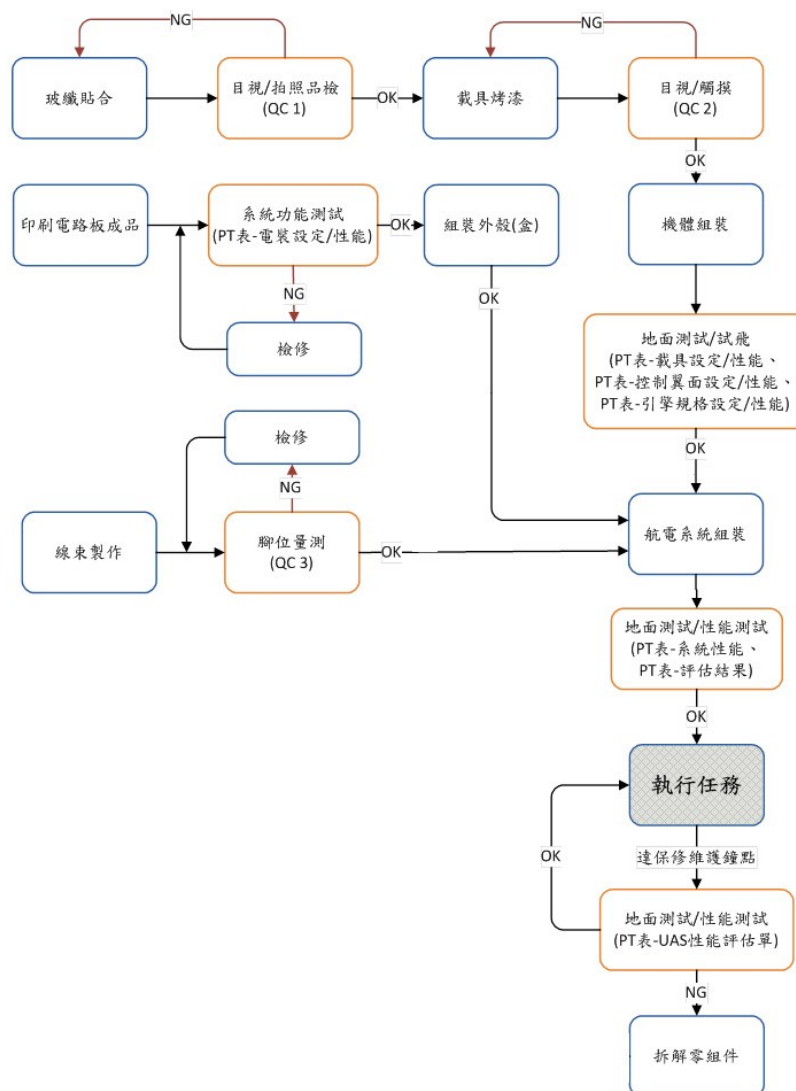 NG
NG
玻纖貼合
目視/拍照品檢
(QC 1)
OK
載具烤漆
目視/觸摸
(QC 2)
OK
印刷電路板成品
系統功能測試
(PT表-電裝設定/性能)
OK
組裝外殼(盒)
機體組裝
NG
OK
檢修
地面測試/試飛
(PT表-載具設定/性能、
PT表-控制翼面設定/性能、
PT表-引擎規格設定/性能)
檢修
OK
NG
線束製作
腳位量測
(QC 3)
OK
航電系統組裝
地面測試/性能測試
(PT表-系統性能、
PT表-評估結果)
OK
執行任務
OK
達保修維護鐘點
地面測試/性能測試
(PT表-UAS性能評估單)
NG
拆解零組件